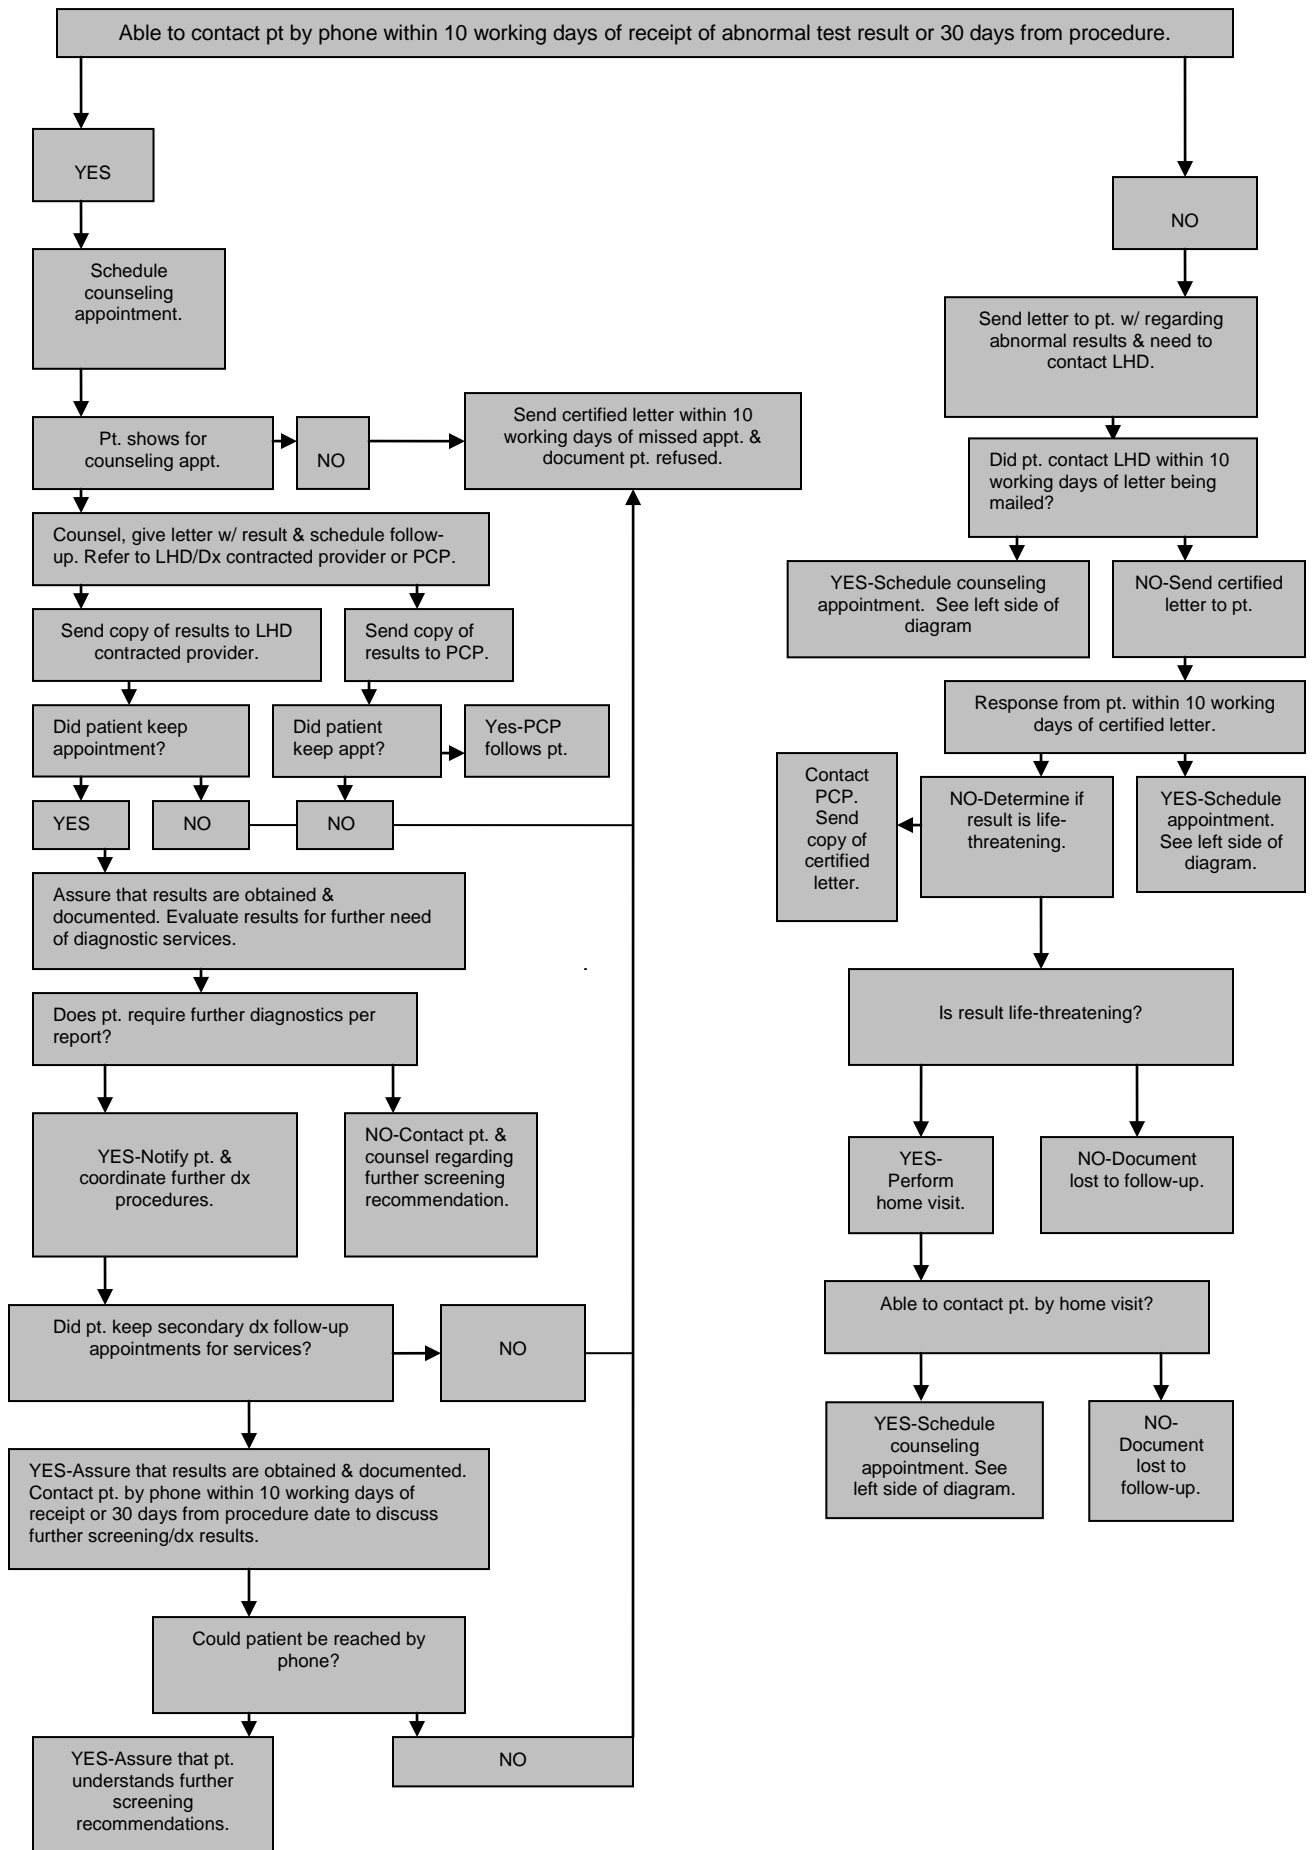 Able to contact pt by phone within 10 working days of receipt of abnormal test result or 30 days from procedure.
YES
Schedule
counseling
appointment.
Pt. shows for
counseling appt.
NO
Send certified letter within 10
working days of missed appt. &
document pt. refused.
Counsel, give letter w/ result & schedule follow-
up. Refer to LHD/Dx contracted provider or PCP.
Send copy of results to LHD
contracted provider.
Send copy of
results to PCP.
Did patient keep
appointment?
Did patient
keep appt?
Yes-PCP
follows pt.
YES
NO
NO
Assure that results are obtained &
documented. Evaluate results for further need
of diagnostic services.
.
Does pt. require further diagnostics per
report?
YES-Notify pt. &
coordinate further dx
procedures.
NO-Contact pt. &
counsel regarding
further screening
recommendation.
Did pt. keep secondary dx follow-up
appointments for services?
NO
YES-Assure that results are obtained & documented.
Contact pt. by phone within 10 working days of
receipt or 30 days from procedure date to discuss
further screening/dx results.
Could patient be reached by
phone?
YES-Assure that pt.
understands further
screening
recommendations.
NO
NO
Send letter to pt. w/ regarding
abnormal results & need to
contact LHD.
Did pt. contact LHD within 10
working days of letter being
mailed?
YES-Schedule counseling
appointment.  See left side of
diagram
NO-Send certified
letter to pt.
Response from pt. within 10 working
days of certified letter.
Contact
PCP.
Send
copy of
certified
letter.
NO-Determine if
result is life-
threatening.
YES-Schedule
appointment.
See left side of
diagram.
Is result life-threatening?
YES-
Perform
home visit.
NO-Document
lost to follow-up.
Able to contact pt. by home visit?
YES-Schedule
counseling
appointment. See
left side of diagram.
NO-
Document
lost to
follow-up.